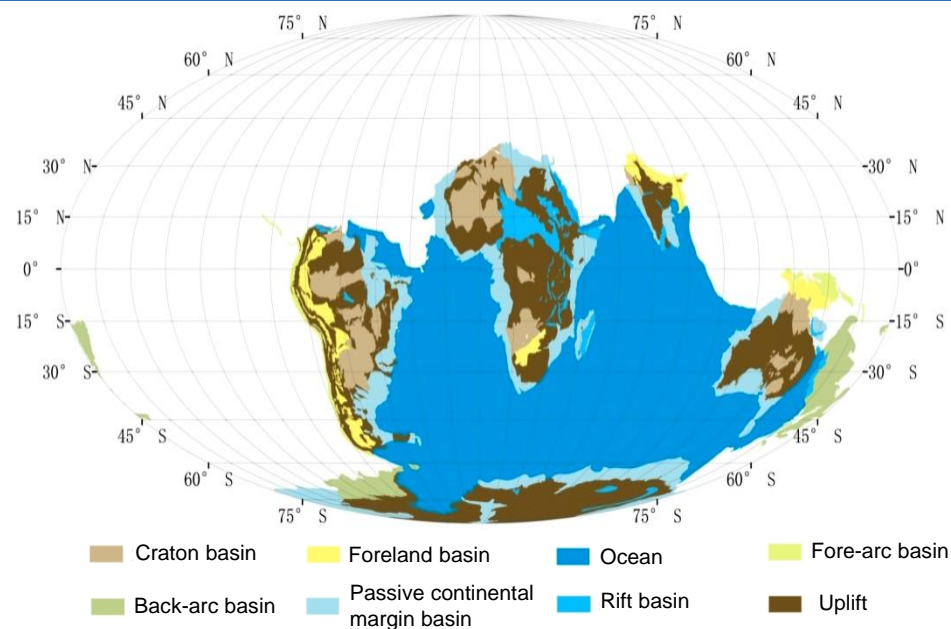 75° N 75° N
60° N 60° N
45° N 45° N
30° N 30° N
15° N 15° N
0° 0°
15° S 15° S
30° S 30° S
45° S 45° S
60° S 60° S
75° S 75° S
Craton basin Foreland basin Ocean Fore-arc basin
Back-arc basin Passive continental margin basin Rift basin Uplift